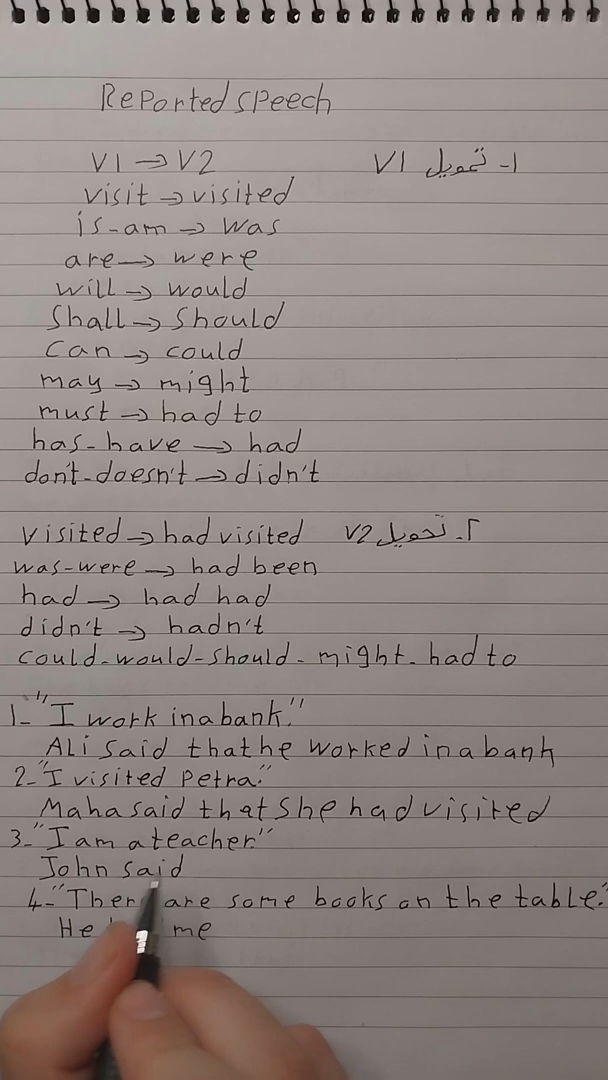 Reported speech
V1 → V2 ١- تحويل V1
visit → visited
is-am → was
are → were
will → would
Shall → Should
Can → could
may → might
must → had to
has-have → had
don't-doesn't → didn't
visited → had visited ٢- تحويل V2
was-were → had been
had → had had
didn't → hadn't
could-would-should-might-had to
1- "I work in a bank."
ALi Said that he worked in a bank
2- "I visited Petra."
Maha said that She had visited
3- "I am a teacher."
John said
4- "There are some books on the table."
He me